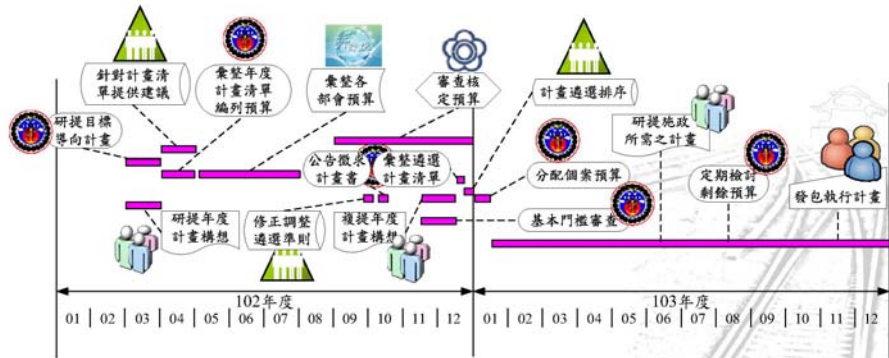 針對計畫清
單提供建議
彙整年度
計畫清單
編列預算
彙整各
部會預算
審查核
定預算
計畫遴選排序
研提施政
所需之計畫
研提目標
導向計畫
公告徵求
計畫書
彙整遴選
計畫清單
分配個案預算
定期檢討
剩餘預算
發包執行計畫
研提年度
計畫構想
修正調整
遴選準則
複提年度
計畫構想
基本門檻審查
102年度
103年度
01 02 03 04 05 06 07 08 09 10 11 12 01 02 03 04 05 06 07 08 09 10 11 12